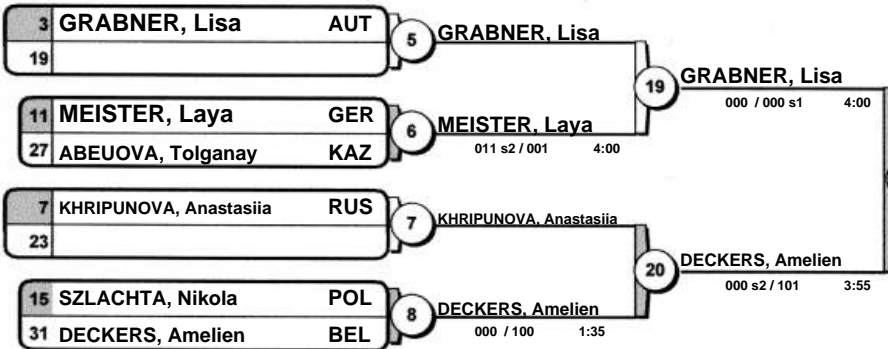 3 GRABNER, Lisa AUT
19
5 GRABNER, Lisa
11 MEISTER, Laya GER
27 ABEUOVA, Tolganay KAZ
6 MEISTER, Laya
011 s2 / 001 4:00
19 GRABNER, Lisa
000 / 000 s1 4:00
7 KHRIPUNOVA, Anastasiia RUS
23
7 KHRIPUNOVA, Anastasiia
15 SZLACHTA, Nikola POL
31 DECKERS, Amelien BEL
8 DECKERS, Amelien
000 / 100 1:35
20 DECKERS, Amelien
000 s2 / 101 3:55